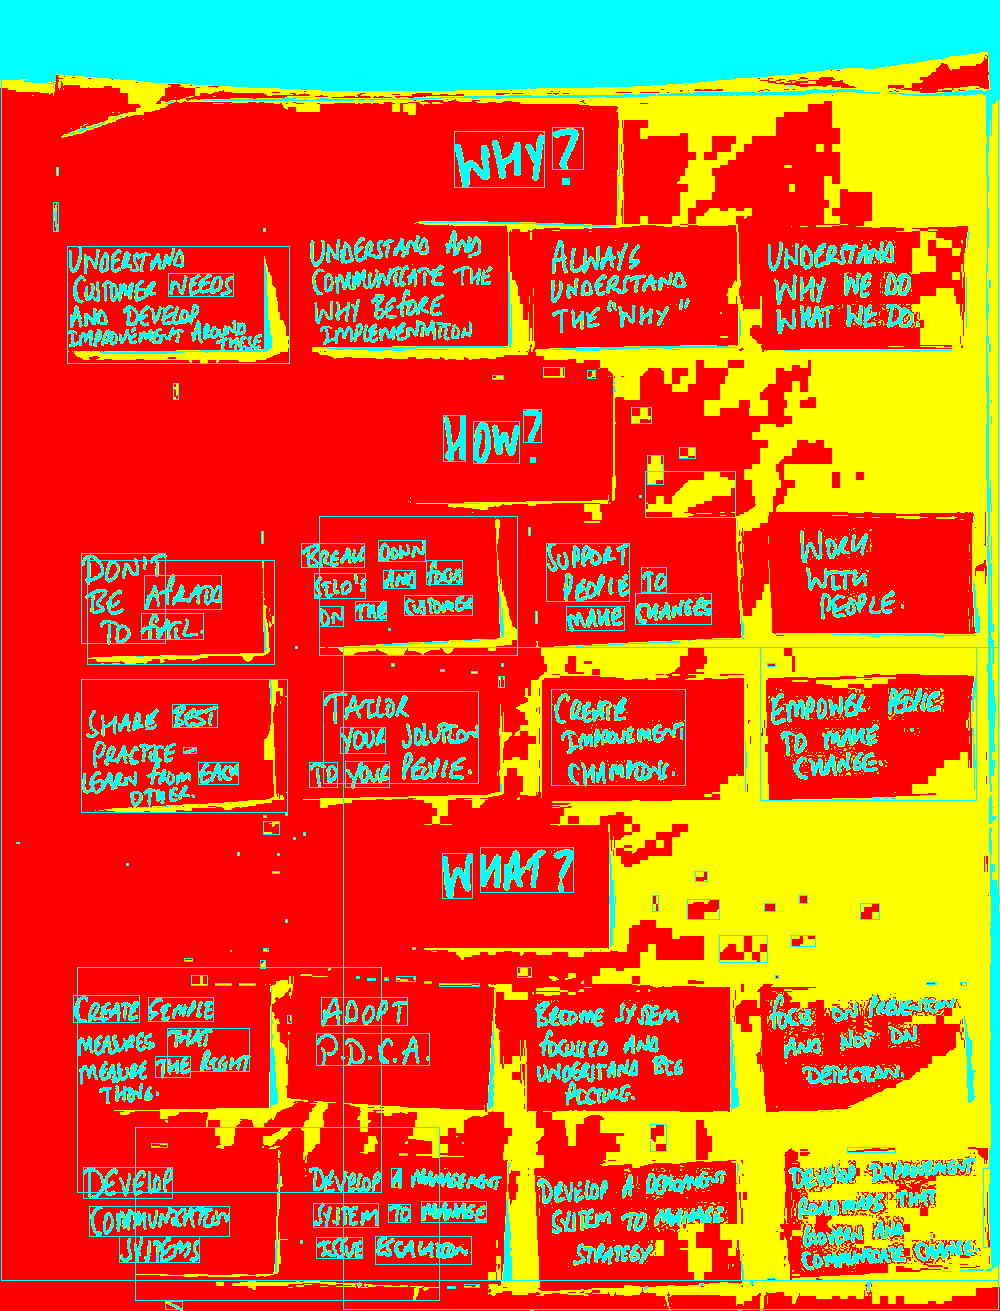 WHY?
UNDERSTAND
CUSTOMER NEEDS
AND DEVELOP
IMPROVEMENT AROUND
THESE
UNDERSTAND AND
COMMUNICATE THE
WHY BEFORE
IMPLEMENTATION
ALWAYS
UNDERSTAND
THE "WHY"
UNDERSTAND
WHY WE DO
WHAT WE DO.
HOW?
DON'T
BE AFRAID
TO FAIL.
BREAK DOWN
SILO'S AND FOCUS
ON THE CUSTOMER
SUPPORT
PEOPLE TO
MAKE CHANGES
WORK
WITH
PEOPLE.
SHARE BEST
PRACTICE -
LEARN FROM EACH
OTHER.
TAILOR
YOUR SOLUTION
TO YOUR PEOPLE.
CREATE
IMPROVEMENT
CHAMPIONS.
EMPOWER PEOPLE
TO MAKE
CHANGE.
WHAT?
CREATE SIMPLE
MEASURES THAT
MEASURE THE RIGHT
THING.
ADOPT
P.D.C.A.
BECOME SYSTEM
FOCUSED AND
UNDERSTAND BIG
PICTURE.
FOCUS ON PREVENTION
AND NOT ON
DETECTION.
DEVELOP
COMMUNICATION
SYSTEMS
DEVELOP A MANAGEMENT
SYSTEM TO MANAGE
ISSUE ESCALATION
DEVELOP A DEPLOYMENT
SYSTEM TO MANAGE
STRATEGY
DEVELOP IMPROVEMENT
ROADMAPS THAT
AND
COMMUNICATE CHANGE.